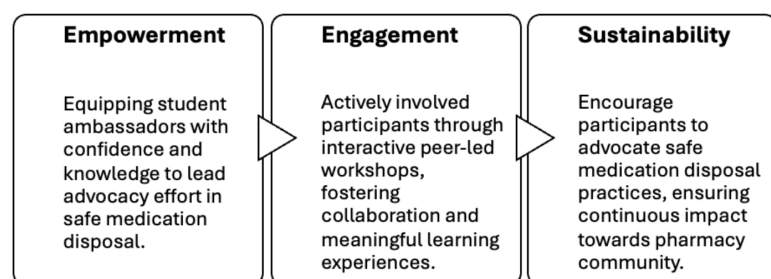 Empowerment
Equipping student
ambassadors with
confidence and
knowledge to lead
advocacy effort in
safe medication
disposal.
Engagement
Actively involved
participants through
interactive peer-led
workshops,
fostering
collaboration and
meaningful learning
experiences.
Sustainability
Encourage
participants to
advocate safe
medication disposal
practices, ensuring
continuous impact
towards pharmacy
community.